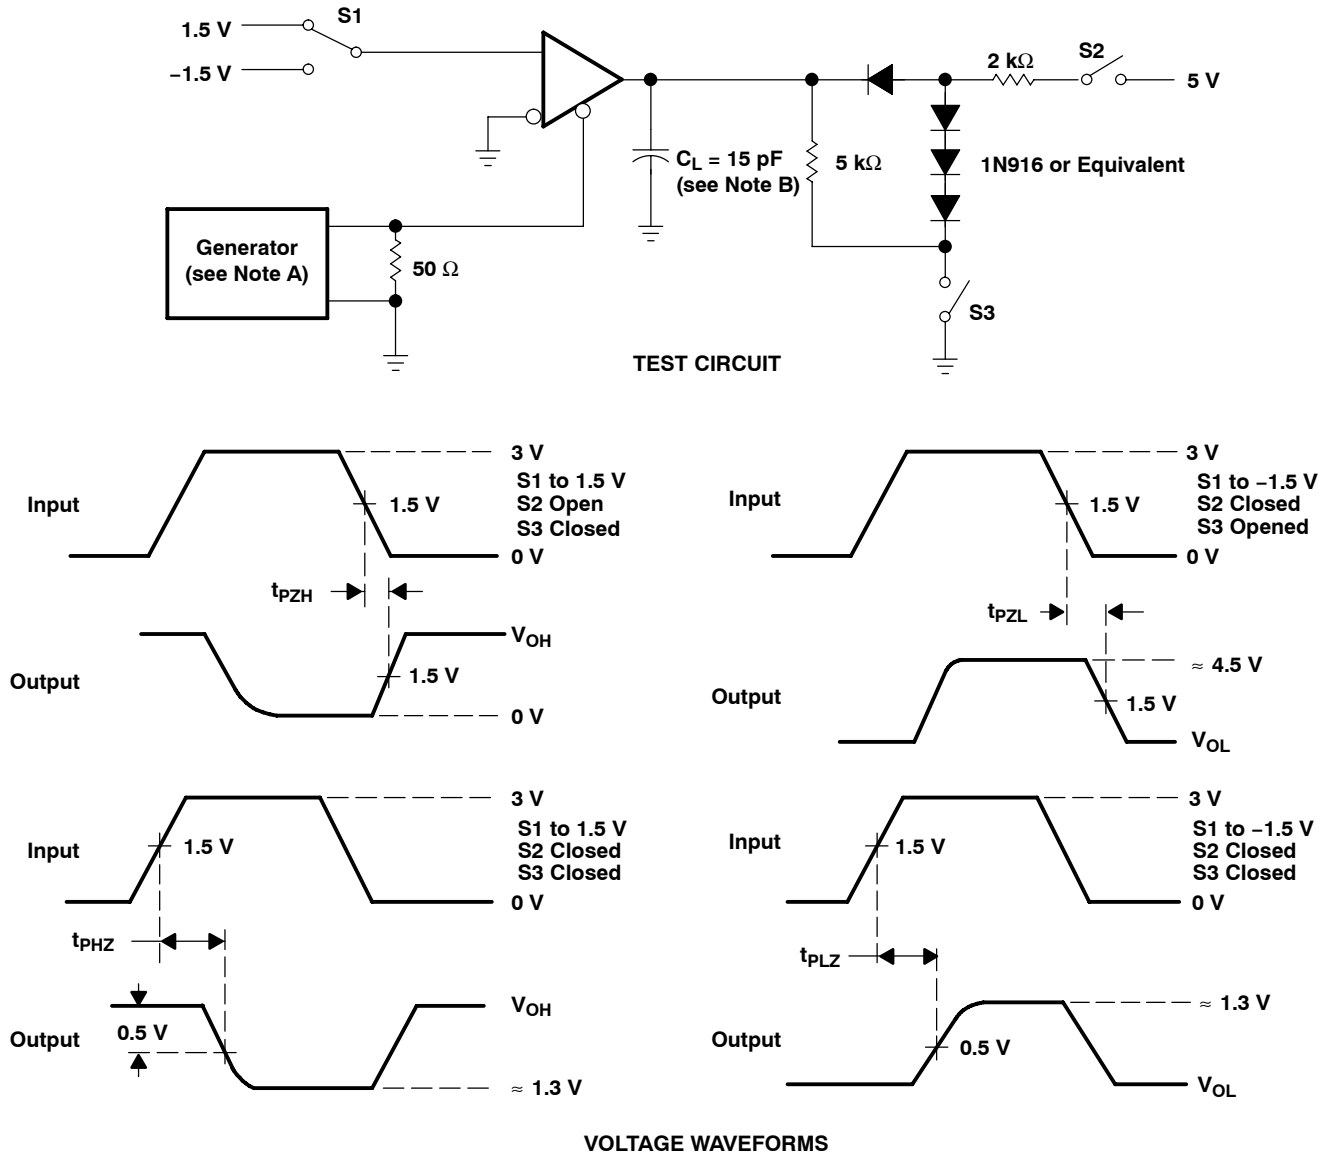 1.5 V
S1
−1.5 V
2 kΩ
S2
5 V
CL = 15 pF
(see Note B)
5 kΩ
1N916 or Equivalent
Generator
(see Note A)
50 Ω
S3
TEST CIRCUIT
Input
3 V
S1 to 1.5 V
S2 Open
S3 Closed
1.5 V
0 V
tPZH
VOH
Output
1.5 V
0 V
Input
3 V
S1 to −1.5 V
S2 Closed
S3 Opened
1.5 V
0 V
tPZL
≈ 4.5 V
Output
1.5 V
VOL
Input
3 V
S1 to 1.5 V
S2 Closed
S3 Closed
1.5 V
0 V
tPHZ
VOH
0.5 V
Output
≈ 1.3 V
Input
3 V
S1 to −1.5 V
S2 Closed
S3 Closed
1.5 V
0 V
tPLZ
≈ 1.3 V
Output
0.5 V
VOL
VOLTAGE WAVEFORMS